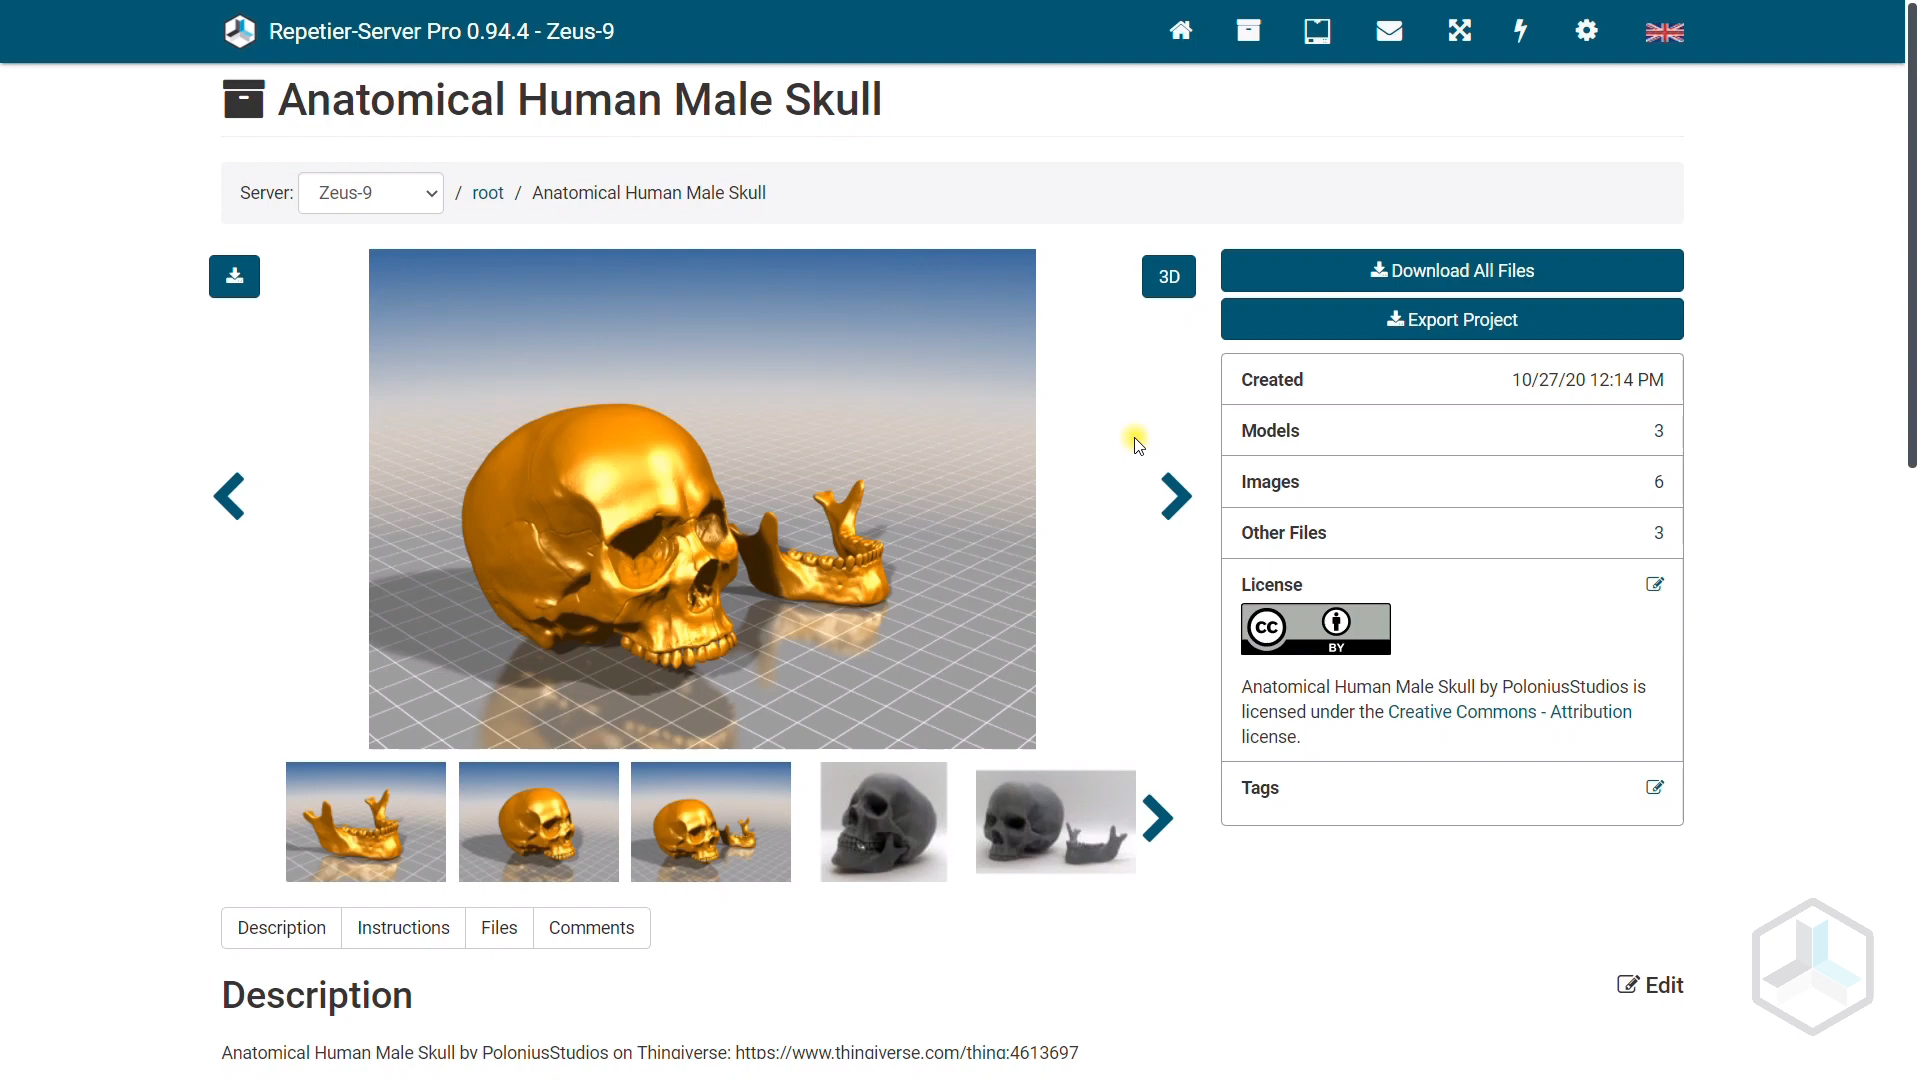 Repetier-Server Pro 0.94.4 - Zeus-9
Anatomical Human Male Skull
Server: Zeus-9 / root / Anatomical Human Male Skull
3D
Download All Files
Export Project
Created 10/27/20 12:14 PM
Models 3
Images 6
Other Files 3
License
CC BY
Anatomical Human Male Skull by PoloniusStudios is
licensed under the Creative Commons - Attribution
license.
Tags
Description Instructions Files Comments
Description
Edit
Anatomical Human Male Skull by PoloniusStudios on Thingiverse: https://www.thingiverse.com/thing:4613697